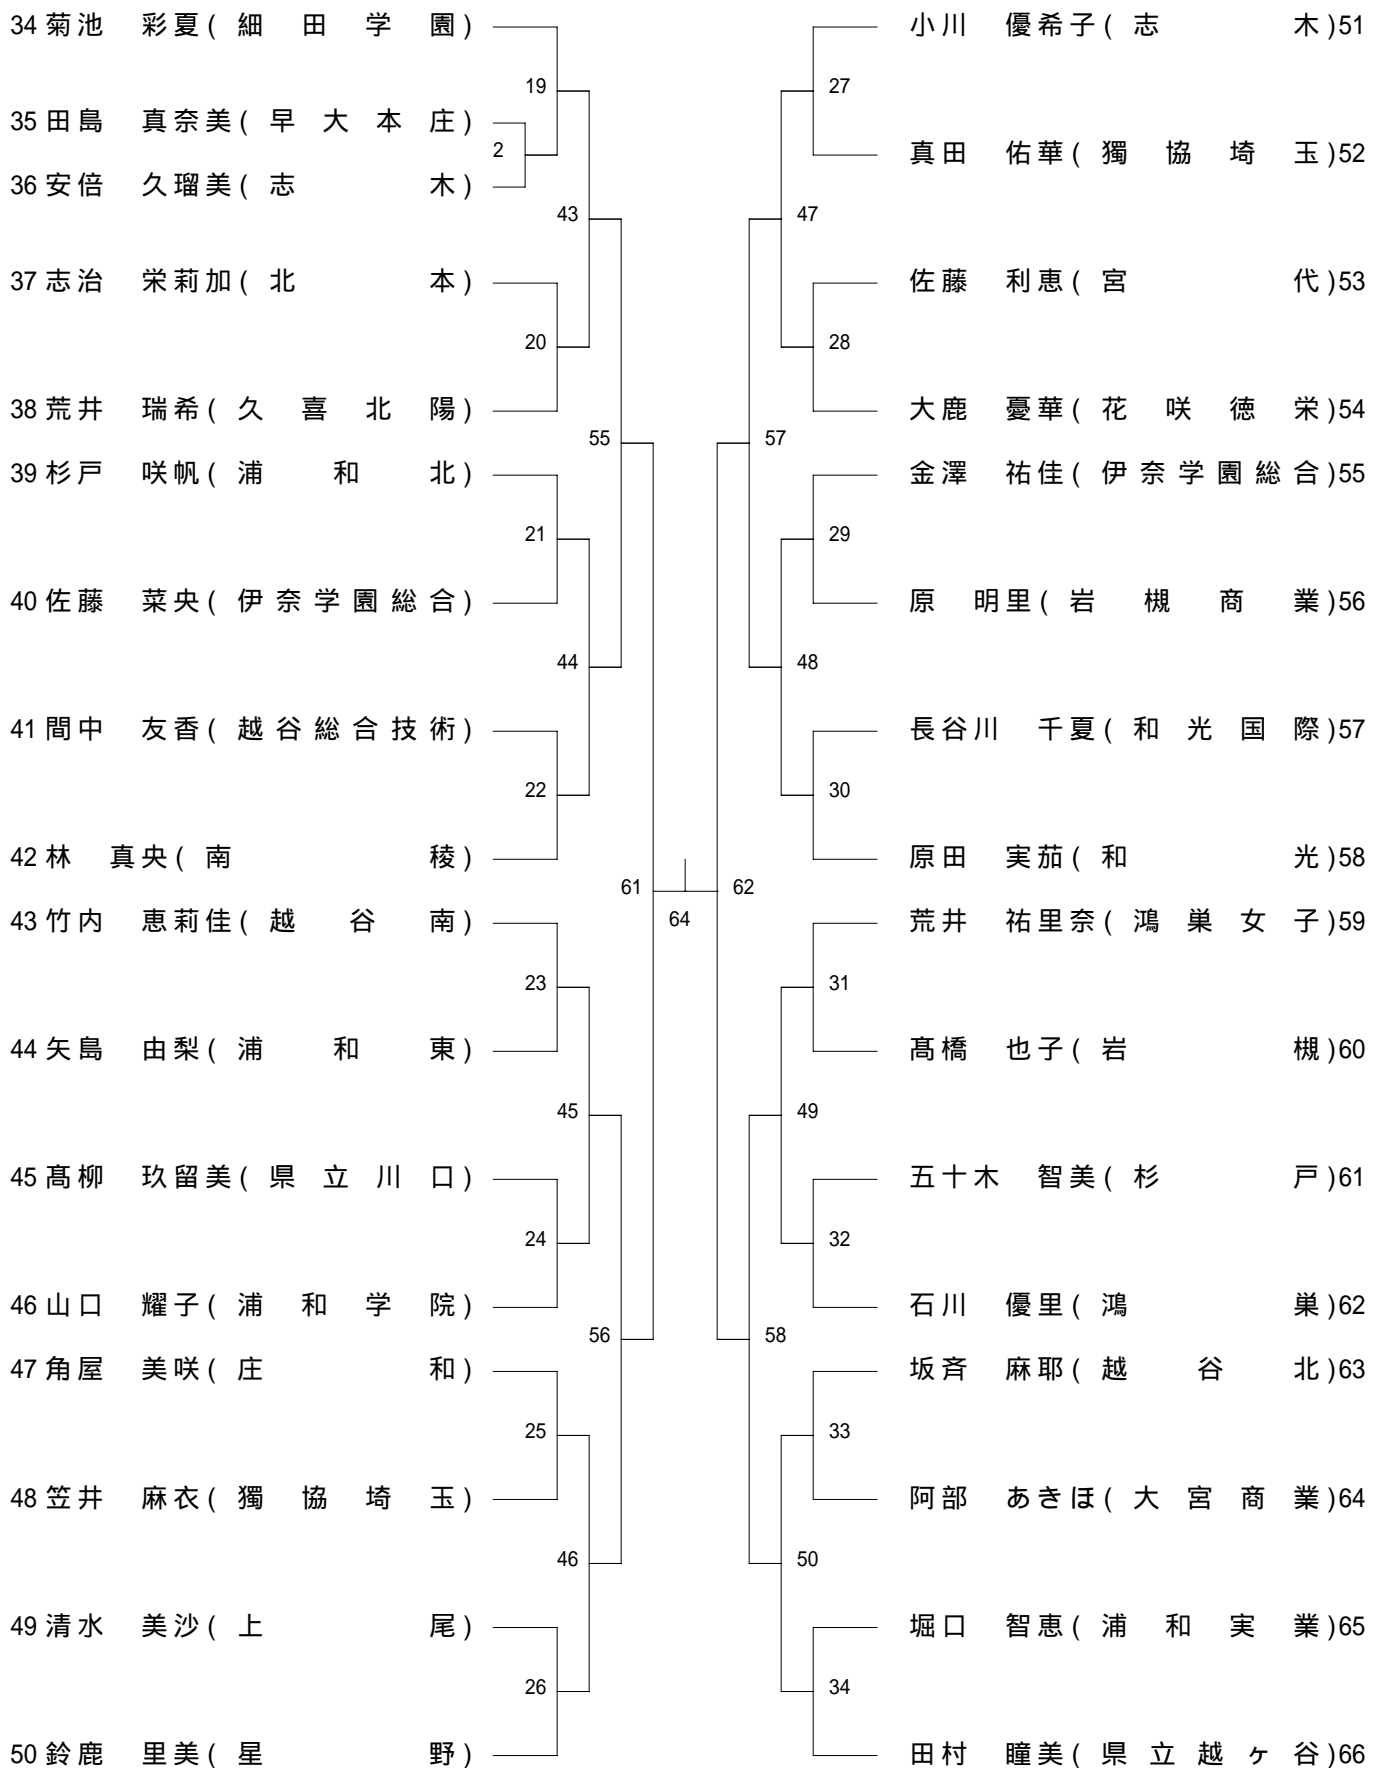 34 菊池 彩夏( 細田学園 )
19
35 田島 真奈美( 早大本庄 )
2
36 安倍 久瑠美( 志木 )
43
37 志治 栄莉加( 北本 )
20
38 荒井 瑞希( 久喜北陽 )
55
39 杉戸 咲帆( 浦和北 )
21
40 佐藤 菜央( 伊奈学園総合 )
44
41 間中 友香( 越谷総合技術 )
22
42 林 真央( 南稜 )
61
43 竹内 恵莉佳( 越谷南 )
23
44 矢島 由梨( 浦和東 )
45
45 髙柳 玖留美( 県立川口 )
24
46 山口 耀子( 浦和学院 )
56
47 角屋 美咲( 庄和 )
25
48 笠井 麻衣( 獨協埼玉 )
46
49 清水 美沙( 上尾 )
26
50 鈴鹿 里美( 星野 )
64
小川 優希子( 志木 )51
27
真田 佑華( 獨協埼玉 )52
47
佐藤 利恵( 宮代 )53
28
大鹿 憂華( 花咲徳栄 )54
57
金澤 祐佳( 伊奈学園総合 )55
29
原 明里( 岩槻商業 )56
48
長谷川 千夏( 和光国際 )57
30
原田 実茄( 和光 )58
62
荒井 祐里奈( 鴻巣女子 )59
31
髙橋 也子( 岩槻 )60
49
五十木 智美( 杉戸 )61
32
石川 優里( 鴻巣 )62
58
坂斉 麻耶( 越谷北 )63
33
阿部 あきほ( 大宮商業 )64
50
堀口 智恵( 浦和実業 )65
34
田村 瞳美( 県立越ヶ谷 )66